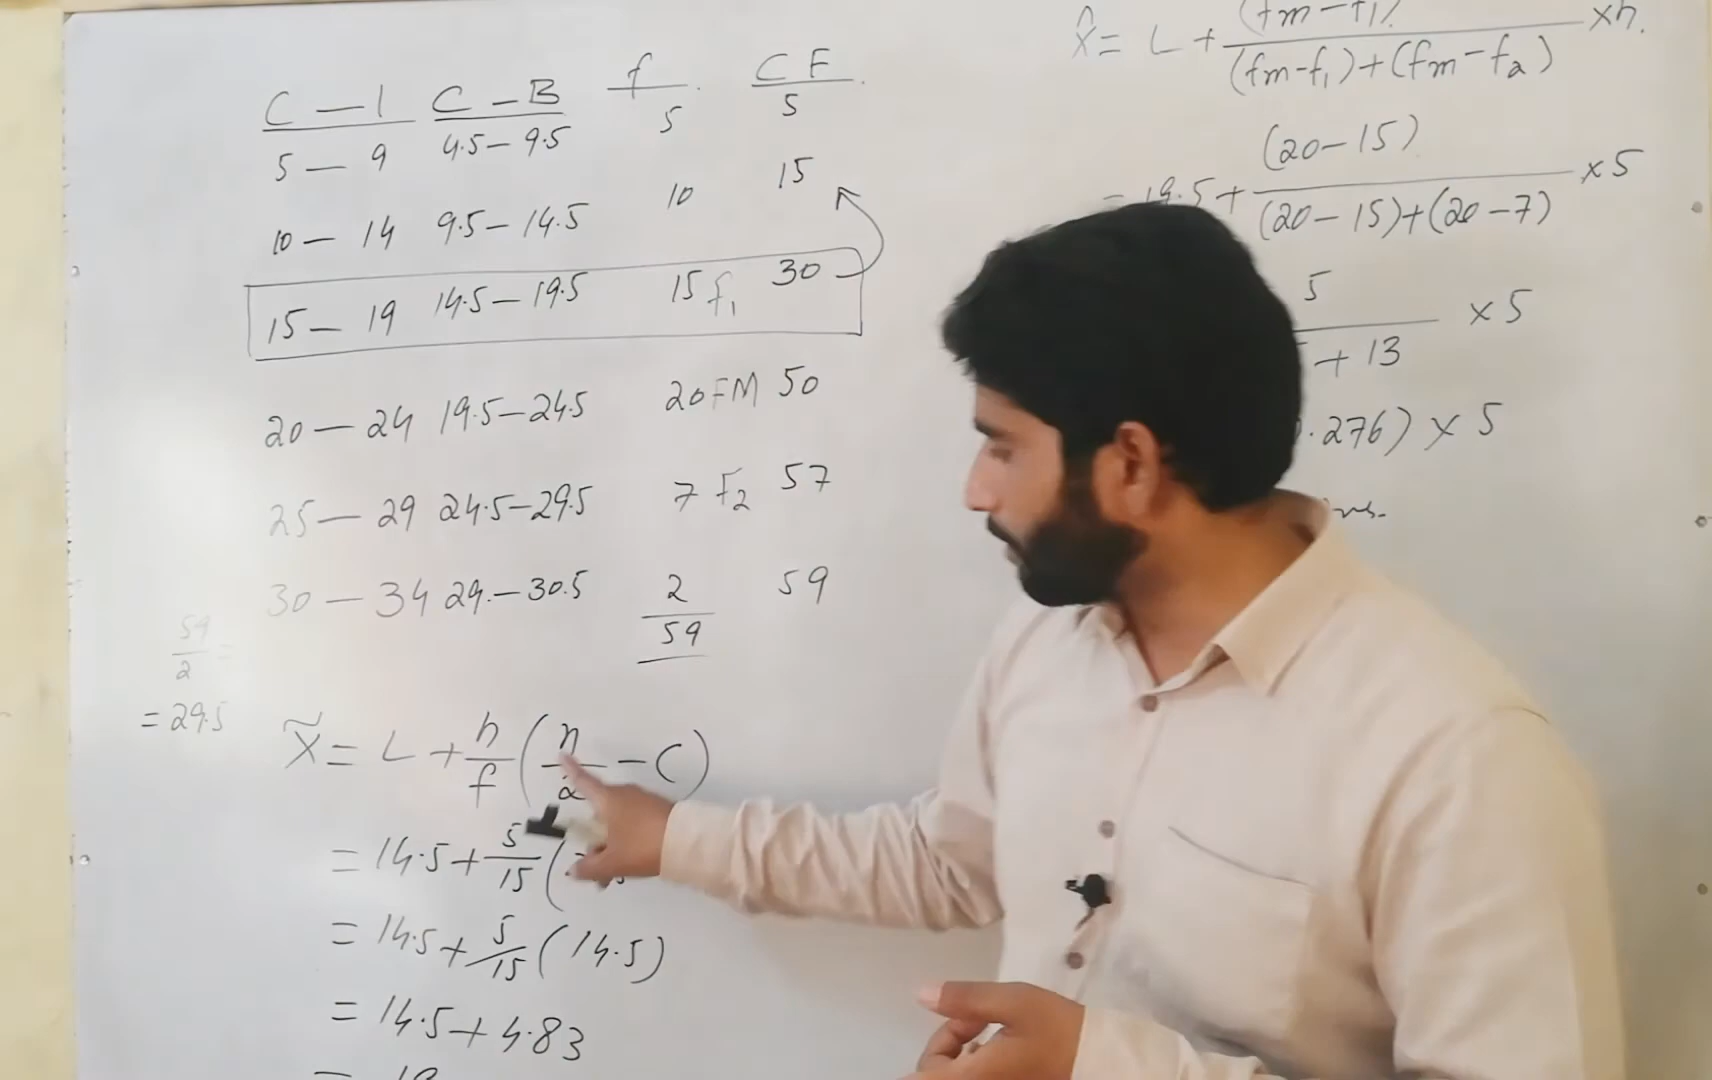 C — I C – B f C F
5 — 9 4.5 – 9.5 5 5
10 — 14 9.5 – 14.5 10 15
15 — 19 14.5 – 19.5 15 f₁ 30
20 — 24 19.5 – 24.5 20 FM 50
25 — 29 24.5 – 29.5 7 F₂ 57
30 — 34 29. – 30.5 2 59
59
59/2 =
= 29.5
X̃ = L + h/f (n/2 – C)
= 14.5 + 5/15 (
= 14.5 + 5/15 (14.5)
= 14.5 + 4.83
X̂ = L + (fm – f₁)/((fm – f₁) + (fm – f₂)) × h.
= 19.5 + (20 – 15)/((20 – 15) + (20 – 7)) × 5
5/ + 13 × 5
.276) × 5